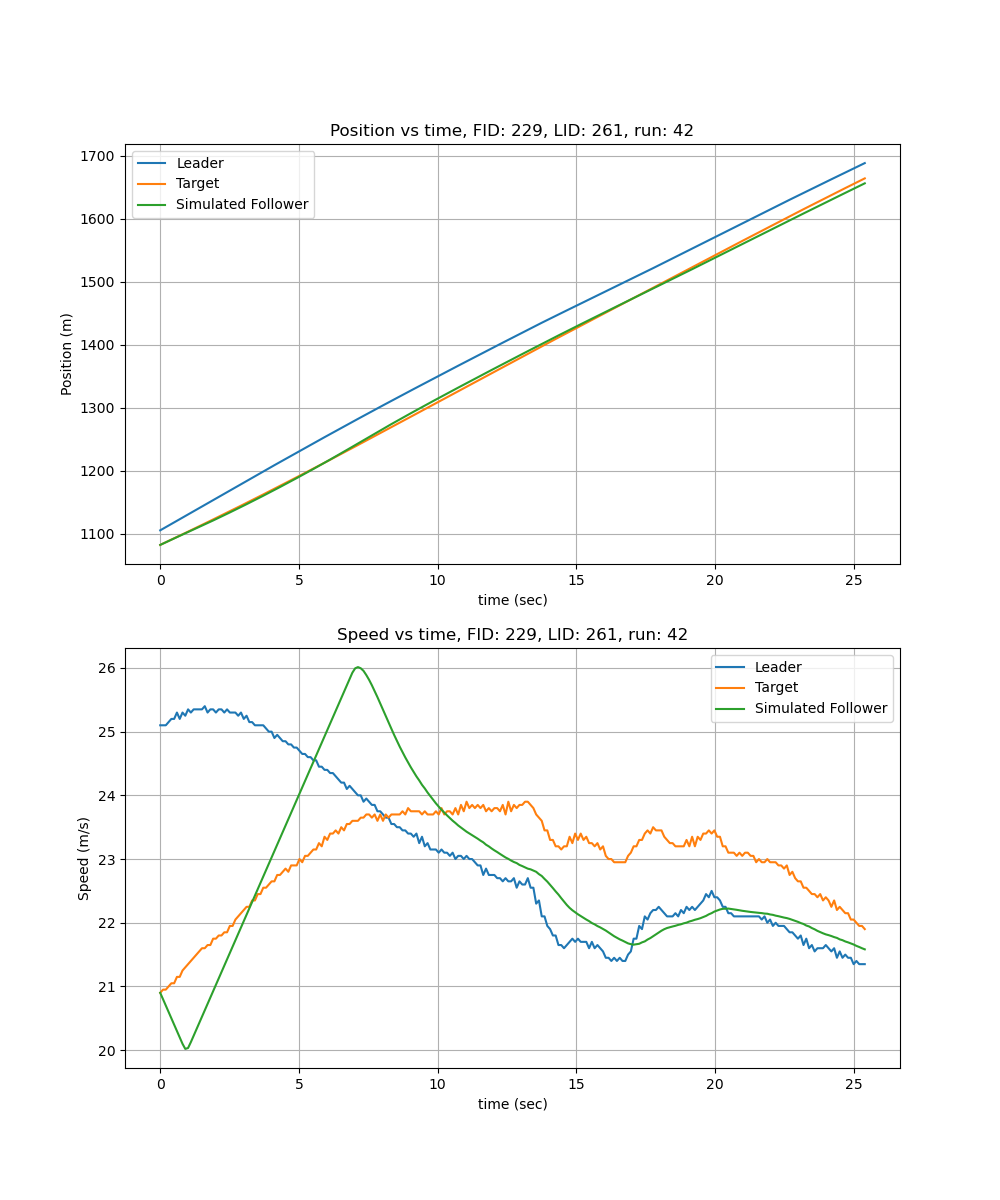 Position vs time, FID: 229, LID: 261, run: 42
Leader
Target
Simulated Follower
1700
1600
1500
1400
1300
1200
1100
Position (m)
0 5 10 15 20 25
time (sec)
Speed vs time, FID: 229, LID: 261, run: 42
Leader
Target
Simulated Follower
26
25
24
23
22
21
20
Speed (m/s)
0 5 10 15 20 25
time (sec)